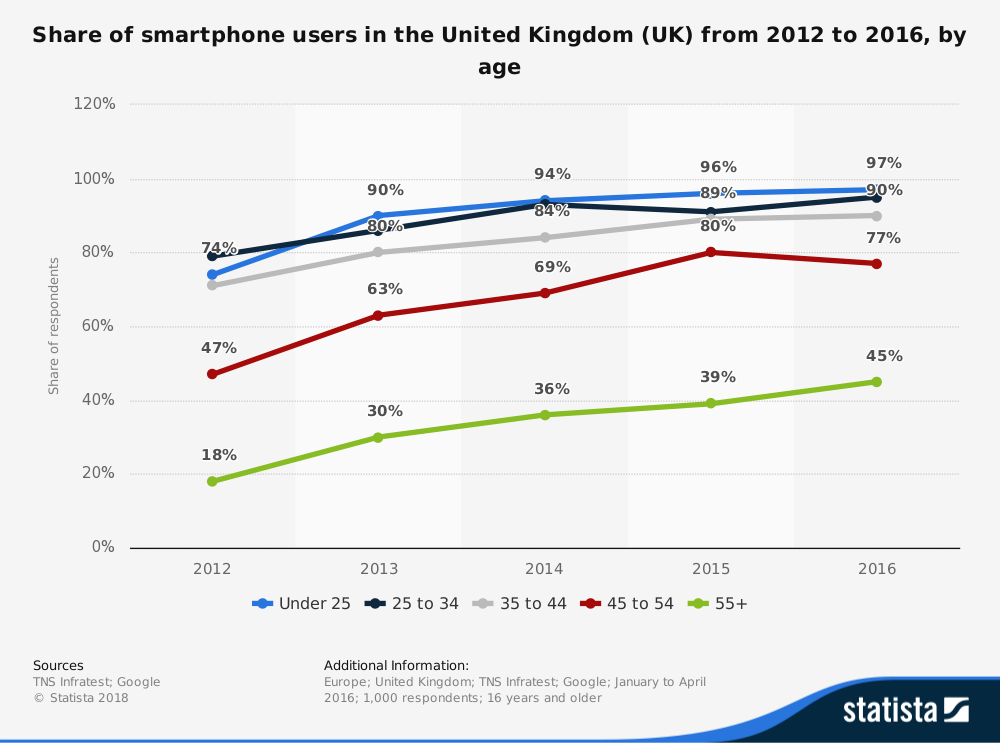 Share of smartphone users in the United Kingdom (UK) from 2012 to 2016, by
age
Share of respondents
120%
100%
80%
60%
40%
20%
0%
74%
90%
94%
96%
97%
80%
84%
89%
90%
47%
63%
69%
80%
77%
18%
30%
36%
39%
45%
2012 2013 2014 2015 2016
Under 25 25 to 34 35 to 44 45 to 54 55+
Sources
TNS Infratest; Google
© Statista 2018
Additional Information:
Europe; United Kingdom; TNS Infratest; Google; January to April
2016; 1,000 respondents; 16 years and older
statista